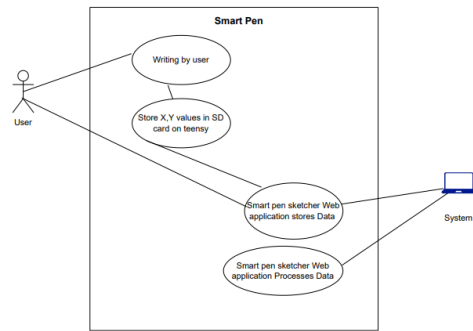 Smart Pen
Writing by user
Store X,Y values in SD
card on teensy
User
Smart pen sketcher Web
application stores Data
System
Smart pen sketcher Web
application Processes Data